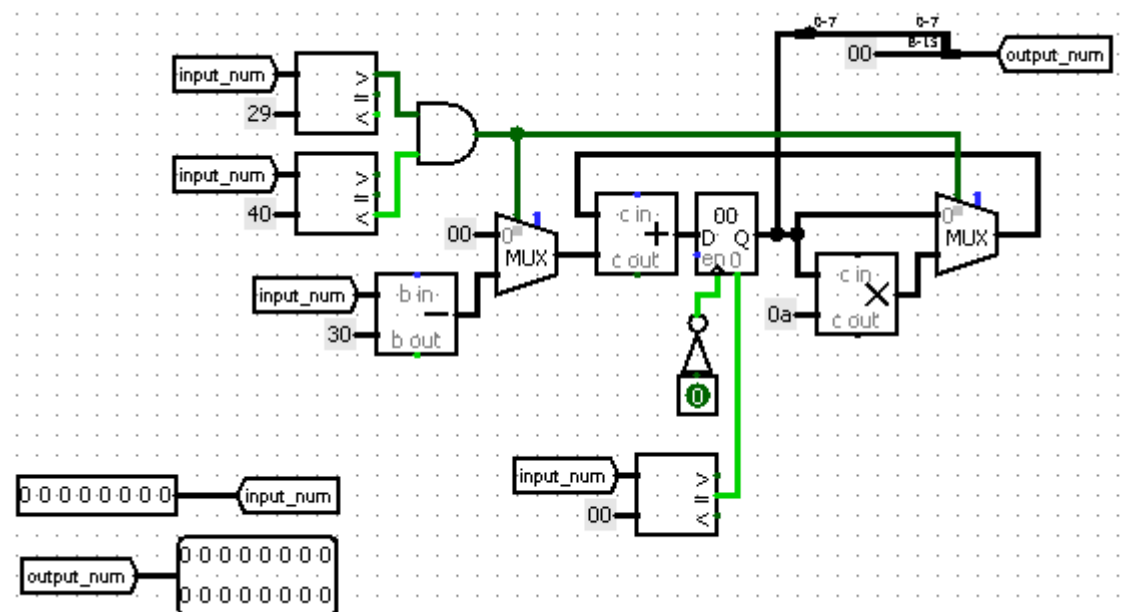 0-7 0-7
8-15
00 output_num
input_num > = <
29
input_num > = <
40
00 0 1 MUX
c in + c out
00 D Q en 0
0 1 MUX
input_num b in − b out
30
c in × c out
0a
0
input_num > = <
00
0 0 0 0 0 0 0 0 input_num
output_num 0 0 0 0 0 0 0 0
0 0 0 0 0 0 0 0